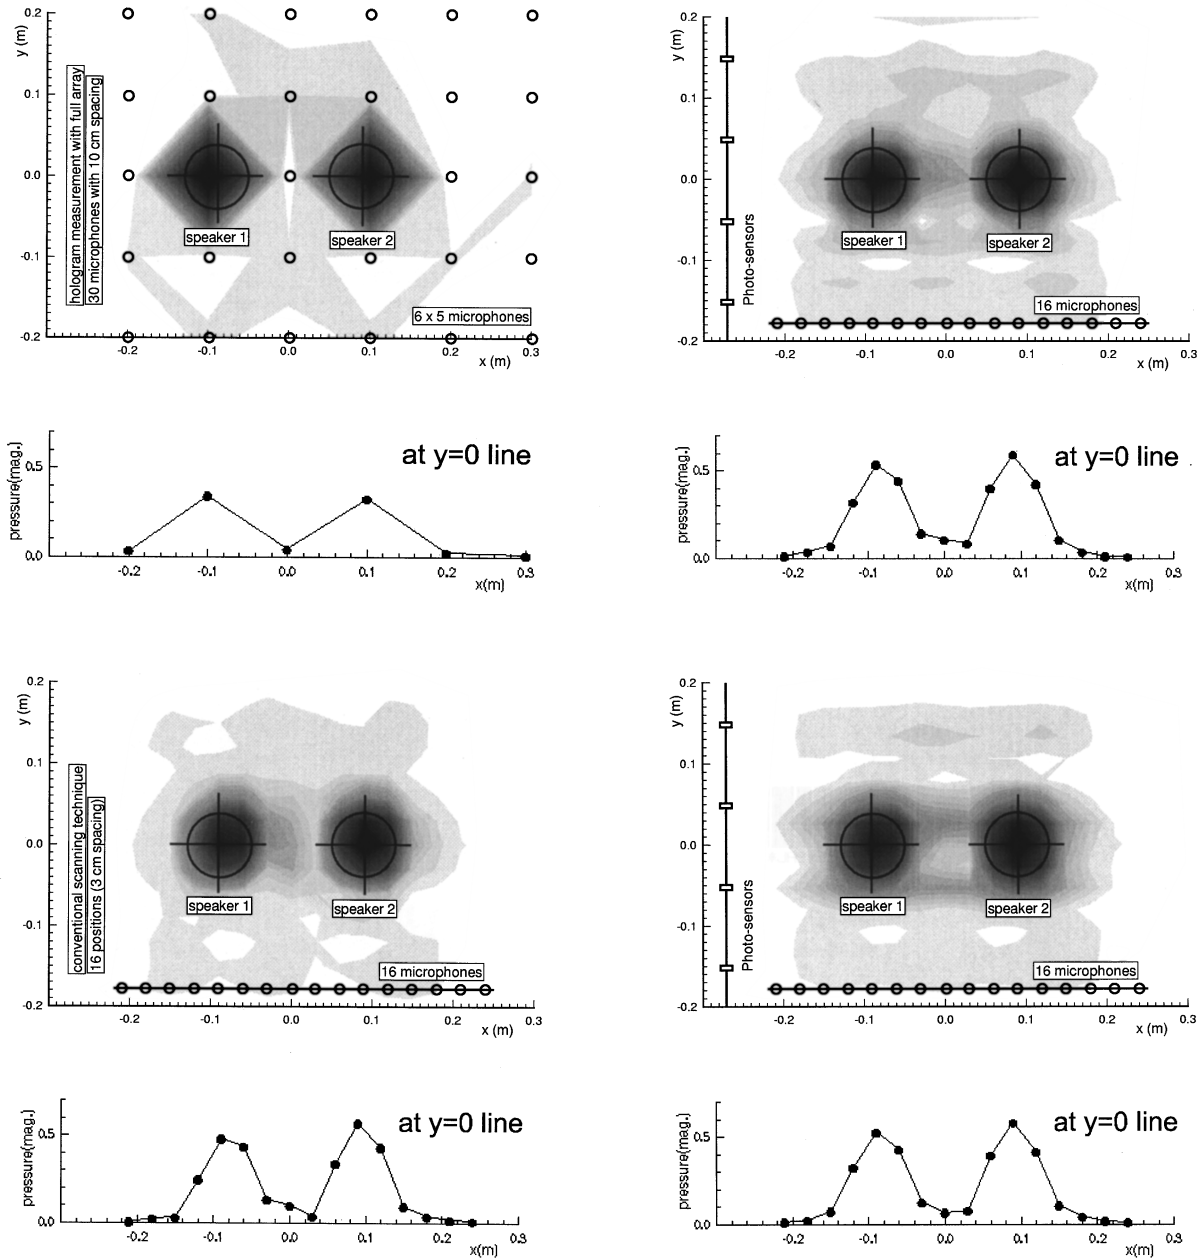 0.2
y (m)
0.1
0.0
-0.1
-0.2
hologram measurement with full array
30 microphones with 10 cm spacing
speaker 1
speaker 2
6 x 5 microphones
-0.2 -0.1 0.0 0.1 0.2 0.3
x (m)
0.2
y (m)
0.1
0.0
-0.1
-0.2
Photo-sensors
speaker 1
speaker 2
16 microphones
-0.2 -0.1 0.0 0.1 0.2 0.3
x (m)
pressure(mag.)
0.5
0.0
at y=0 line
-0.2 -0.1 0.0 0.1 0.2 0.3
x(m)
pressure(mag.)
0.5
0.0
at y=0 line
-0.2 -0.1 0.0 0.1 0.2 0.3
x(m)
0.2
y (m)
0.1
0.0
-0.1
-0.2
conventional scanning technique
16 positions (3 cm spacing)
speaker 1
speaker 2
16 microphones
-0.2 -0.1 0.0 0.1 0.2 0.3
x (m)
0.2
y (m)
0.1
0.0
-0.1
-0.2
Photo-sensors
speaker 1
speaker 2
16 microphones
-0.2 -0.1 0.0 0.1 0.2 0.3
x (m)
pressure(mag.)
0.5
0.0
at y=0 line
-0.2 -0.1 0.0 0.1 0.2 0.3
x(m)
pressure(mag.)
0.5
0.0
at y=0 line
-0.2 -0.1 0.0 0.1 0.2 0.3
x(m)